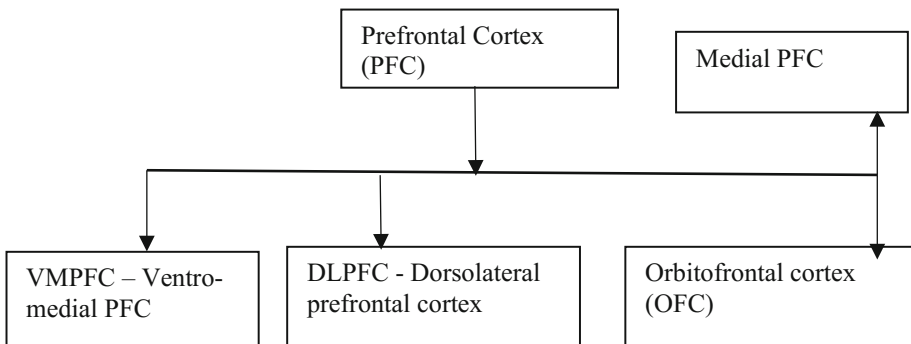 Prefrontal Cortex
(PFC)
Medial PFC
VMPFC – Ventro-
medial PFC
DLPFC - Dorsolateral
prefrontal cortex
Orbitofrontal cortex
(OFC)